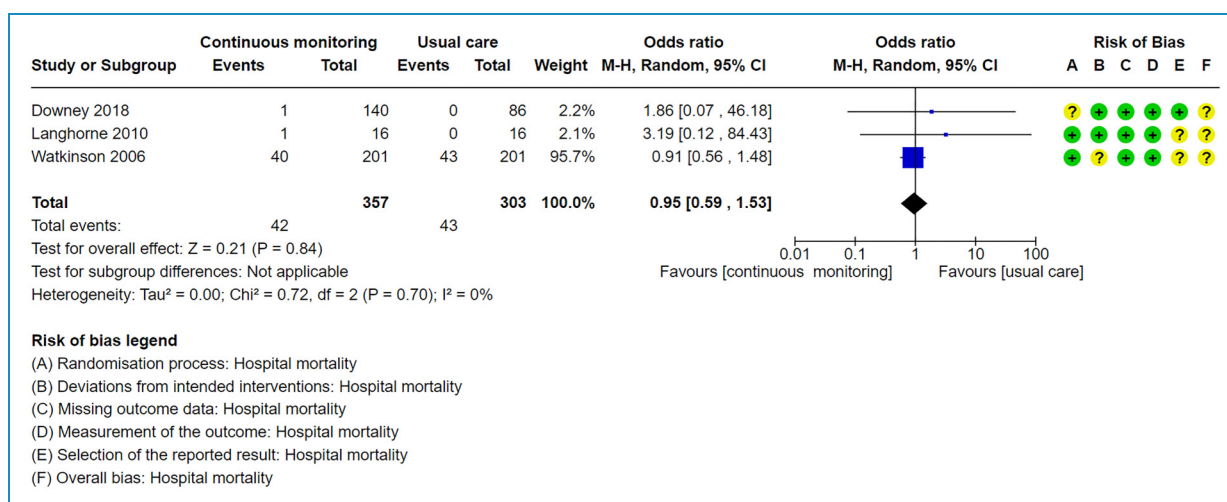 Continuous monitoring Usual care Odds ratio Odds ratio Risk of Bias
Study or Subgroup Events Total Events Total Weight M-H, Random, 95% CI M-H, Random, 95% CI A B C D E F
Downey 2018 1 140 0 86 2.2% 1.86 [0.07 , 46.18] ? + + + + ?
Langhorne 2010 1 16 0 16 2.1% 3.19 [0.12 , 84.43] + + + + ? ?
Watkinson 2006 40 201 43 201 95.7% 0.91 [0.56 , 1.48] + ? + + ? ?
Total 357 303 100.0% 0.95 [0.59 , 1.53]
Total events: 42 43
Test for overall effect: Z = 0.21 (P = 0.84) 0.01 0.1 1 10 100
Test for subgroup differences: Not applicable Favours [continuous monitoring] Favours [usual care]
Heterogeneity: Tau² = 0.00; Chi² = 0.72, df = 2 (P = 0.70); I² = 0%
Risk of bias legend
(A) Randomisation process: Hospital mortality
(B) Deviations from intended interventions: Hospital mortality
(C) Missing outcome data: Hospital mortality
(D) Measurement of the outcome: Hospital mortality
(E) Selection of the reported result: Hospital mortality
(F) Overall bias: Hospital mortality